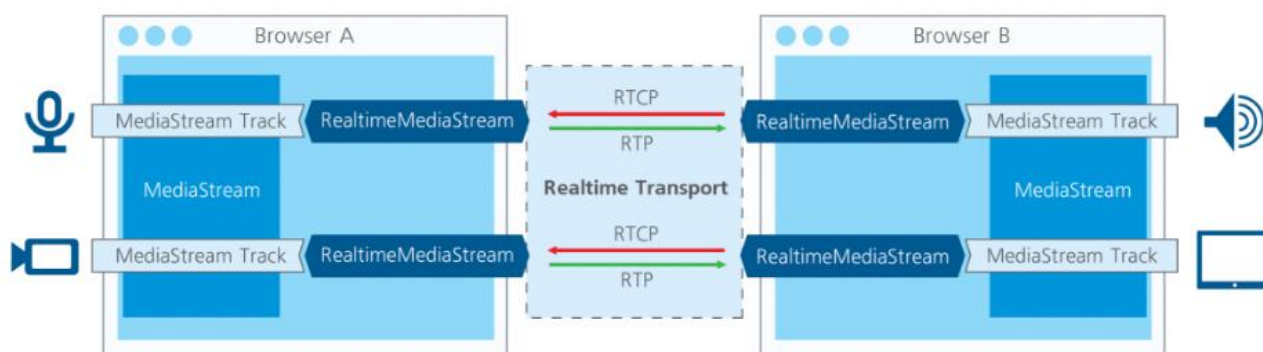 Browser A
Browser B
MediaStream Track
RealtimeMediaStream
RTCP
RTP
RealtimeMediaStream
MediaStream Track
MediaStream
Realtime Transport
MediaStream
MediaStream Track
RealtimeMediaStream
RTCP
RTP
RealtimeMediaStream
MediaStream Track